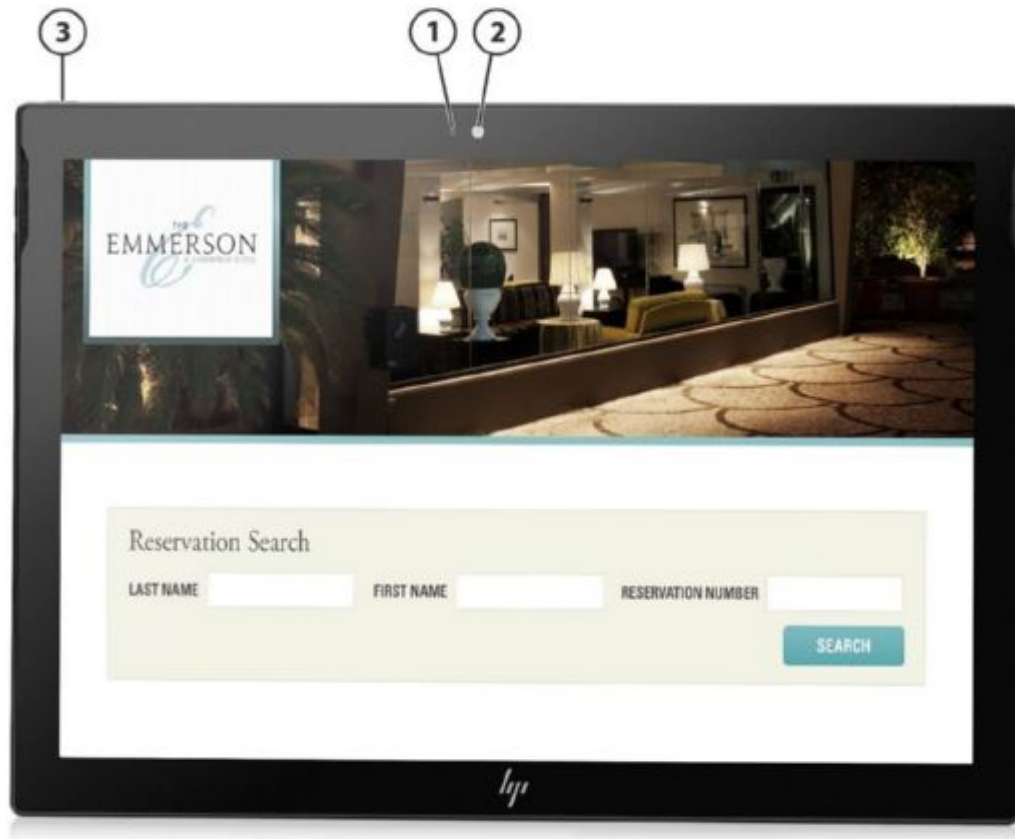 3
1 2
THE
EMMERSON
Reservation Search
LAST NAME FIRST NAME RESERVATION NUMBER
SEARCH
hp